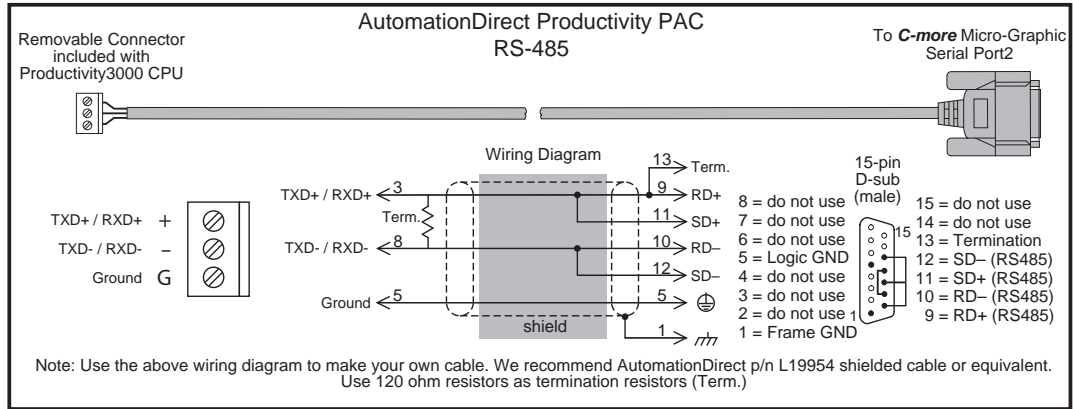 AutomationDirect Productivity PAC
RS-485
Removable Connector
included with
Productivity3000 CPU
To C-more Micro-Graphic
Serial Port2
Wiring Diagram
TXD+ / RXD+
TXD- / RXD-
Ground
+
–
G
TXD+ / RXD+
3
Term.
TXD- / RXD-
8
Ground
5
shield
13
Term.
9
RD+
11
SD+
10
RD–
12
SD–
5
1
8 = do not use
7 = do not use
6 = do not use
5 = Logic GND
4 = do not use
3 = do not use
2 = do not use
1 = Frame GND
15-pin
D-sub
(male)
15
1
15 = do not use
14 = do not use
13 = Termination
12 = SD– (RS485)
11 = SD+ (RS485)
10 = RD– (RS485)
9 = RD+ (RS485)
Note: Use the above wiring diagram to make your own cable. We recommend AutomationDirect p/n L19954 shielded cable or equivalent.
Use 120 ohm resistors as termination resistors (Term.)